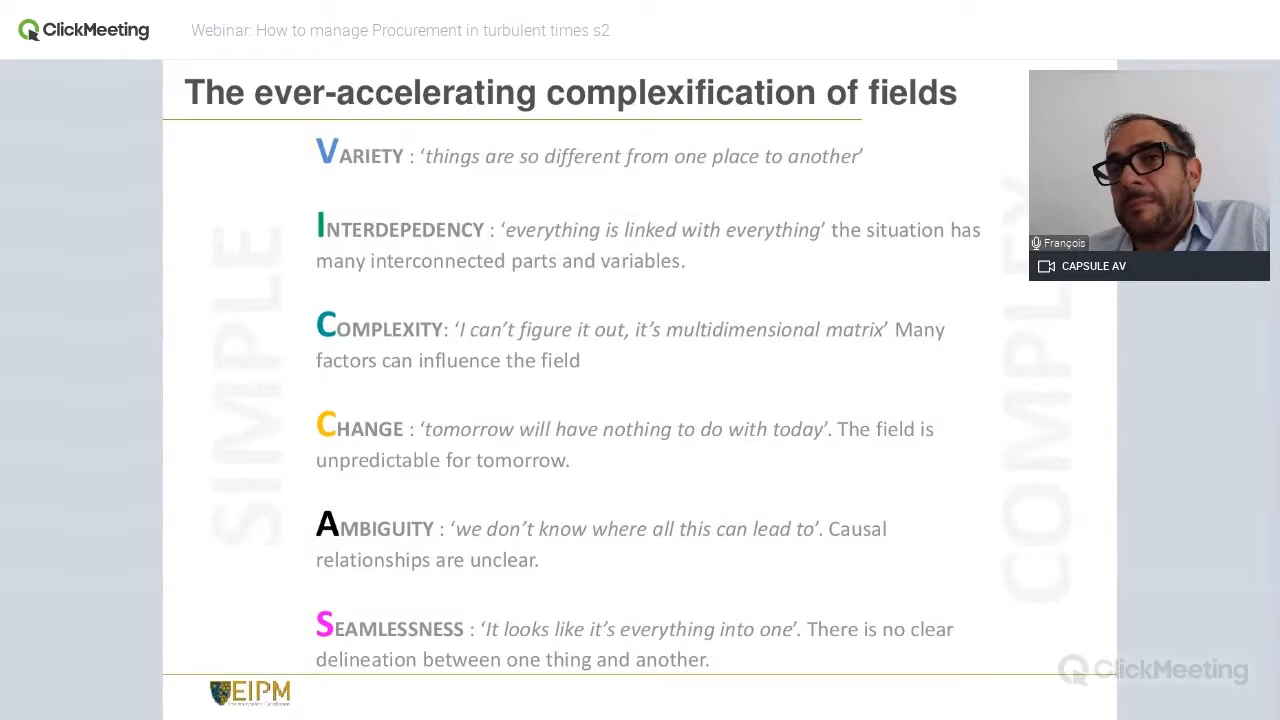 ClickMeeting
Webinar: How to manage Procurement in turbulent times s2
The ever-accelerating complexification of fields
VARIETY : ‘things are so different from one place to another’
INTERDEPEDENCY : ‘everything is linked with everything’ the situation has
many interconnected parts and variables.
COMPLEXITY: ‘I can’t figure it out, it’s multidimensional matrix’ Many
factors can influence the field
CHANGE : ‘tomorrow will have nothing to do with today’. The field is
unpredictable for tomorrow.
AMBIGUITY : ‘we don’t know where all this can lead to’. Causal
relationships are unclear.
SEAMLESSNESS : ‘It looks like it’s everything into one’. There is no clear
delineation between one thing and another.
SIMPLE
COMPLEXITY
François
CAPSULE AV
EIPM
ClickMeeting